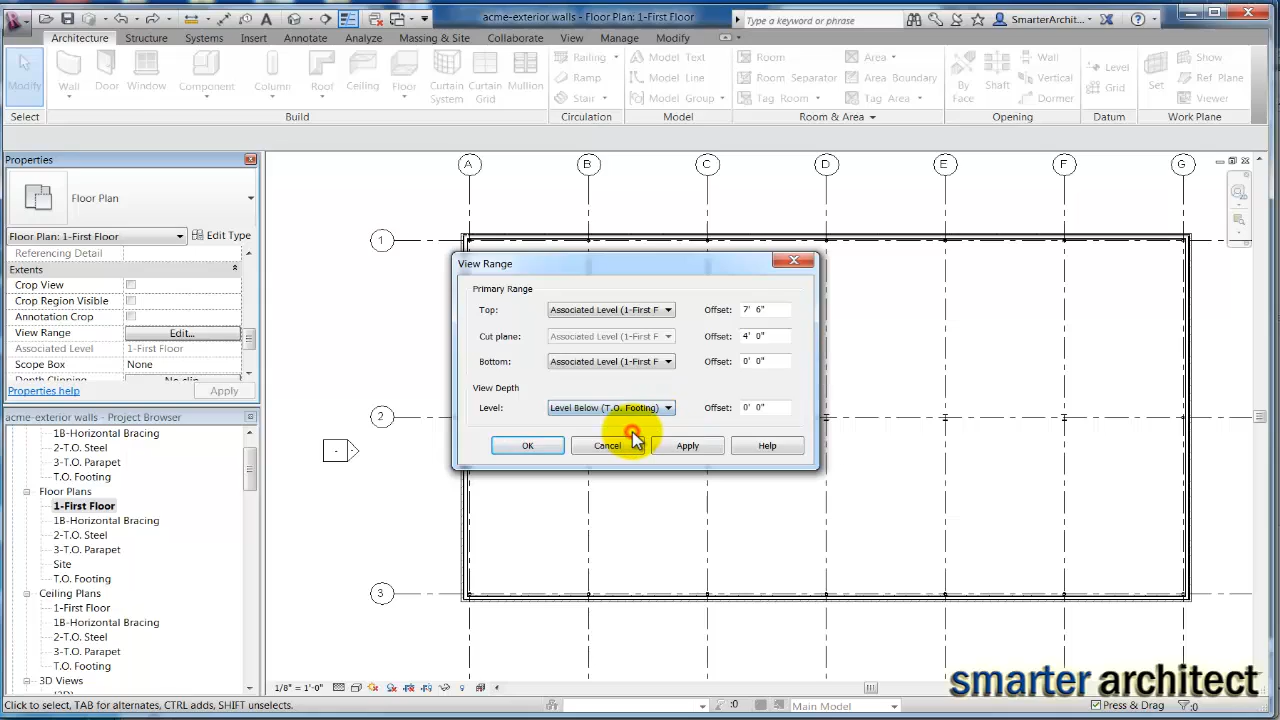 acme-exterior walls - Floor Plan: 1-First Floor
Type a keyword or phrase
SmarterArchit...
Architecture Structure Systems Insert Annotate Analyze Massing & Site Collaborate View Manage Modify
Modify
Wall
Door
Window
Component
Column
Roof
Ceiling
Floor
Curtain System
Curtain Grid
Mullion
Railing
Ramp
Stair
Model Text
Model Line
Model Group
Room
Room Separator
Tag Room
Area
Area Boundary
Tag Area
By Face
Shaft
Wall
Vertical
Dormer
Level
Grid
Set
Show
Ref Plane
Viewer
Select Build Circulation Model Room & Area Opening Datum Work Plane
Properties
Floor Plan
Floor Plan: 1-First Floor Edit Type
Referencing Detail
Extents
Crop View
Crop Region Visible
Annotation Crop
View Range Edit...
Associated Level 1-First Floor
Scope Box None
Depth Clipping No clip
Properties help Apply
acme-exterior walls - Project Browser
1B-Horizontal Bracing
2-T.O. Steel
3-T.O. Parapet
T.O. Footing
Floor Plans
1-First Floor
1B-Horizontal Bracing
2-T.O. Steel
3-T.O. Parapet
Site
T.O. Footing
Ceiling Plans
1-First Floor
1B-Horizontal Bracing
2-T.O. Steel
3-T.O. Parapet
T.O. Footing
3D Views
A B C D E F G
1
2
3
View Range
Primary Range
Top: Associated Level (1-First F Offset: 7' 6"
Cut plane: Associated Level (1-First F Offset: 4' 0"
Bottom: Associated Level (1-First F Offset: 0' 0"
View Depth
Level: Level Below (T.O. Footing) Offset: 0' 0"
OK Cancel Apply Help
1/8" = 1'-0"
smarter architect
Click to select, TAB for alternates, CTRL adds, SHIFT unselects.
:0
Main Model
Press & Drag
:0